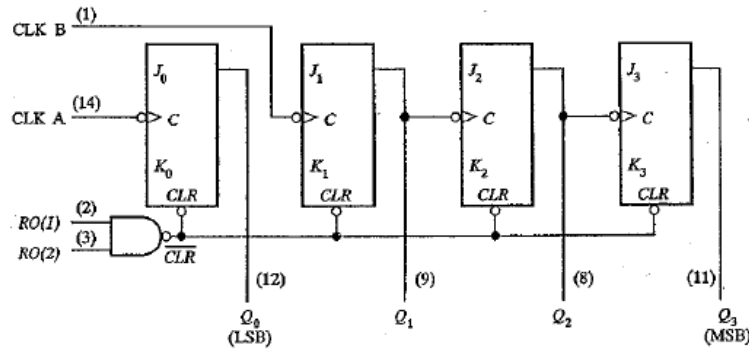 CLK B (1)
J0 J1 J2 J3
CLK A (14) C C C C
K0 K1 K2 K3
CLR CLR CLR CLR
RO(1) (2)
RO(2) (3)
CLR
(12) (9) (8) (11)
Q0 Q1 Q2 Q3
(LSB) (MSB)